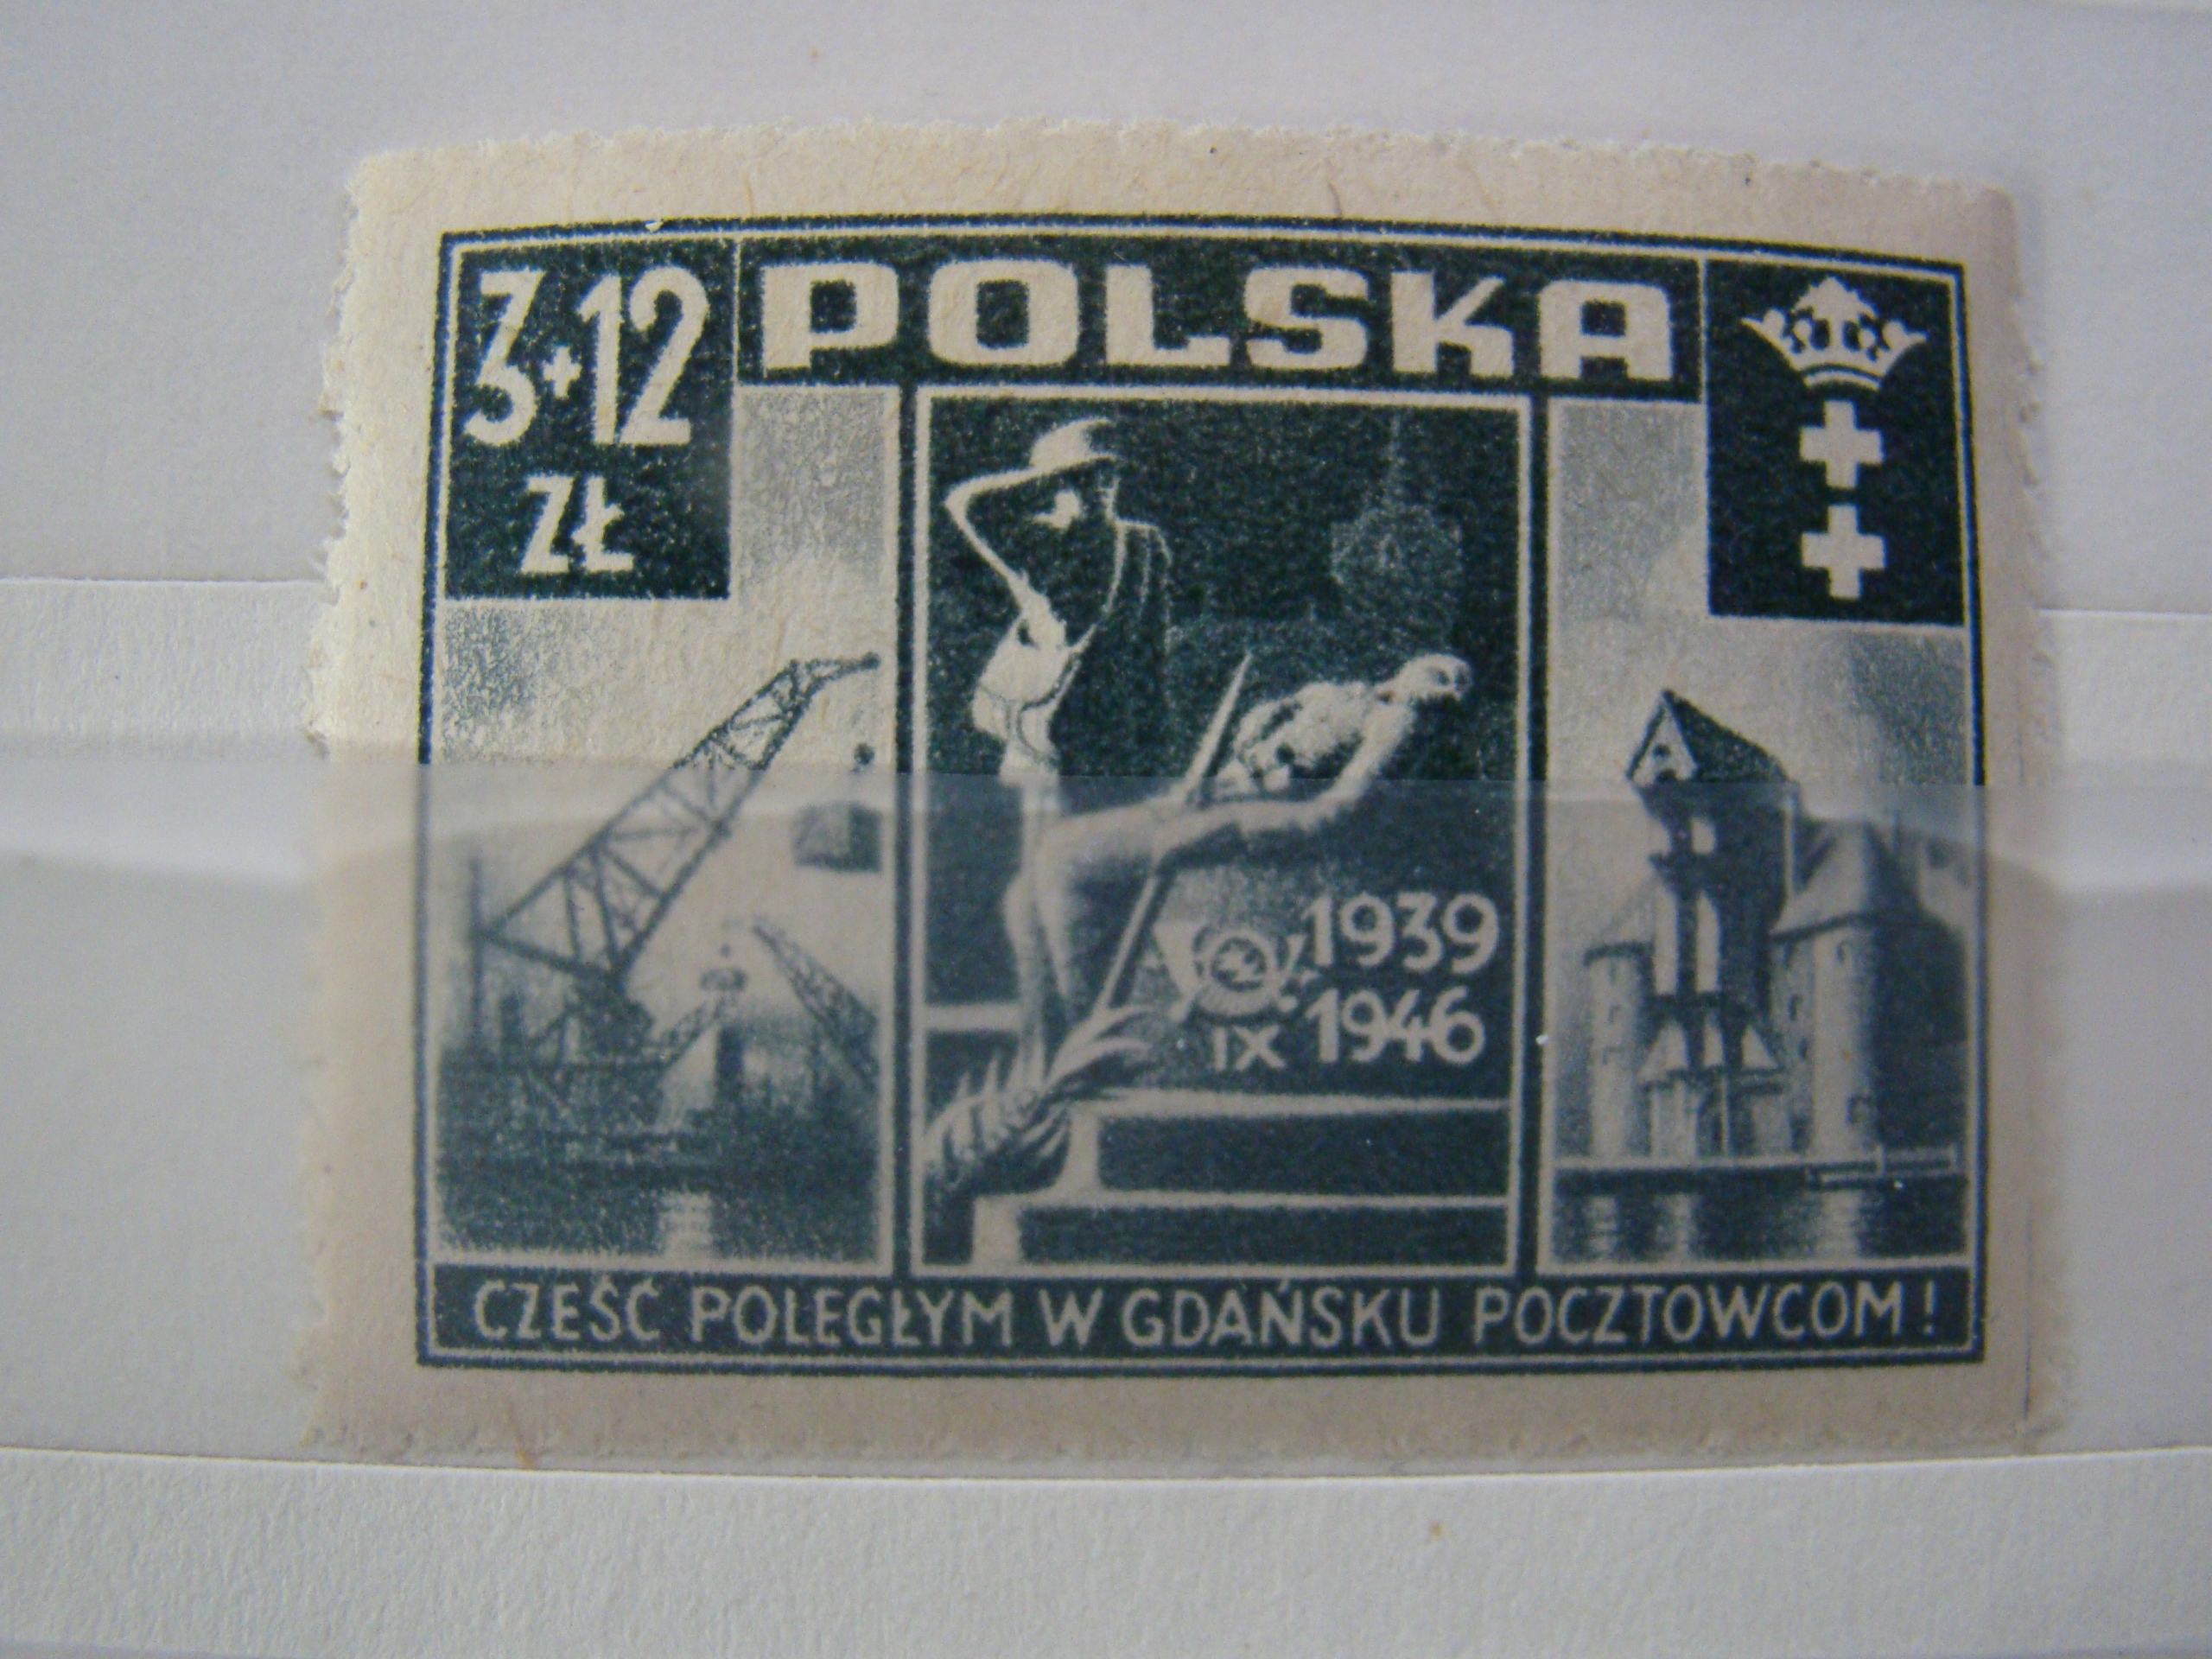 3+12
ZŁ
POLSKA
1939
IX 1946
CZEŚĆ POLEGŁYM W GDAŃSKU POCZTOWCOM!